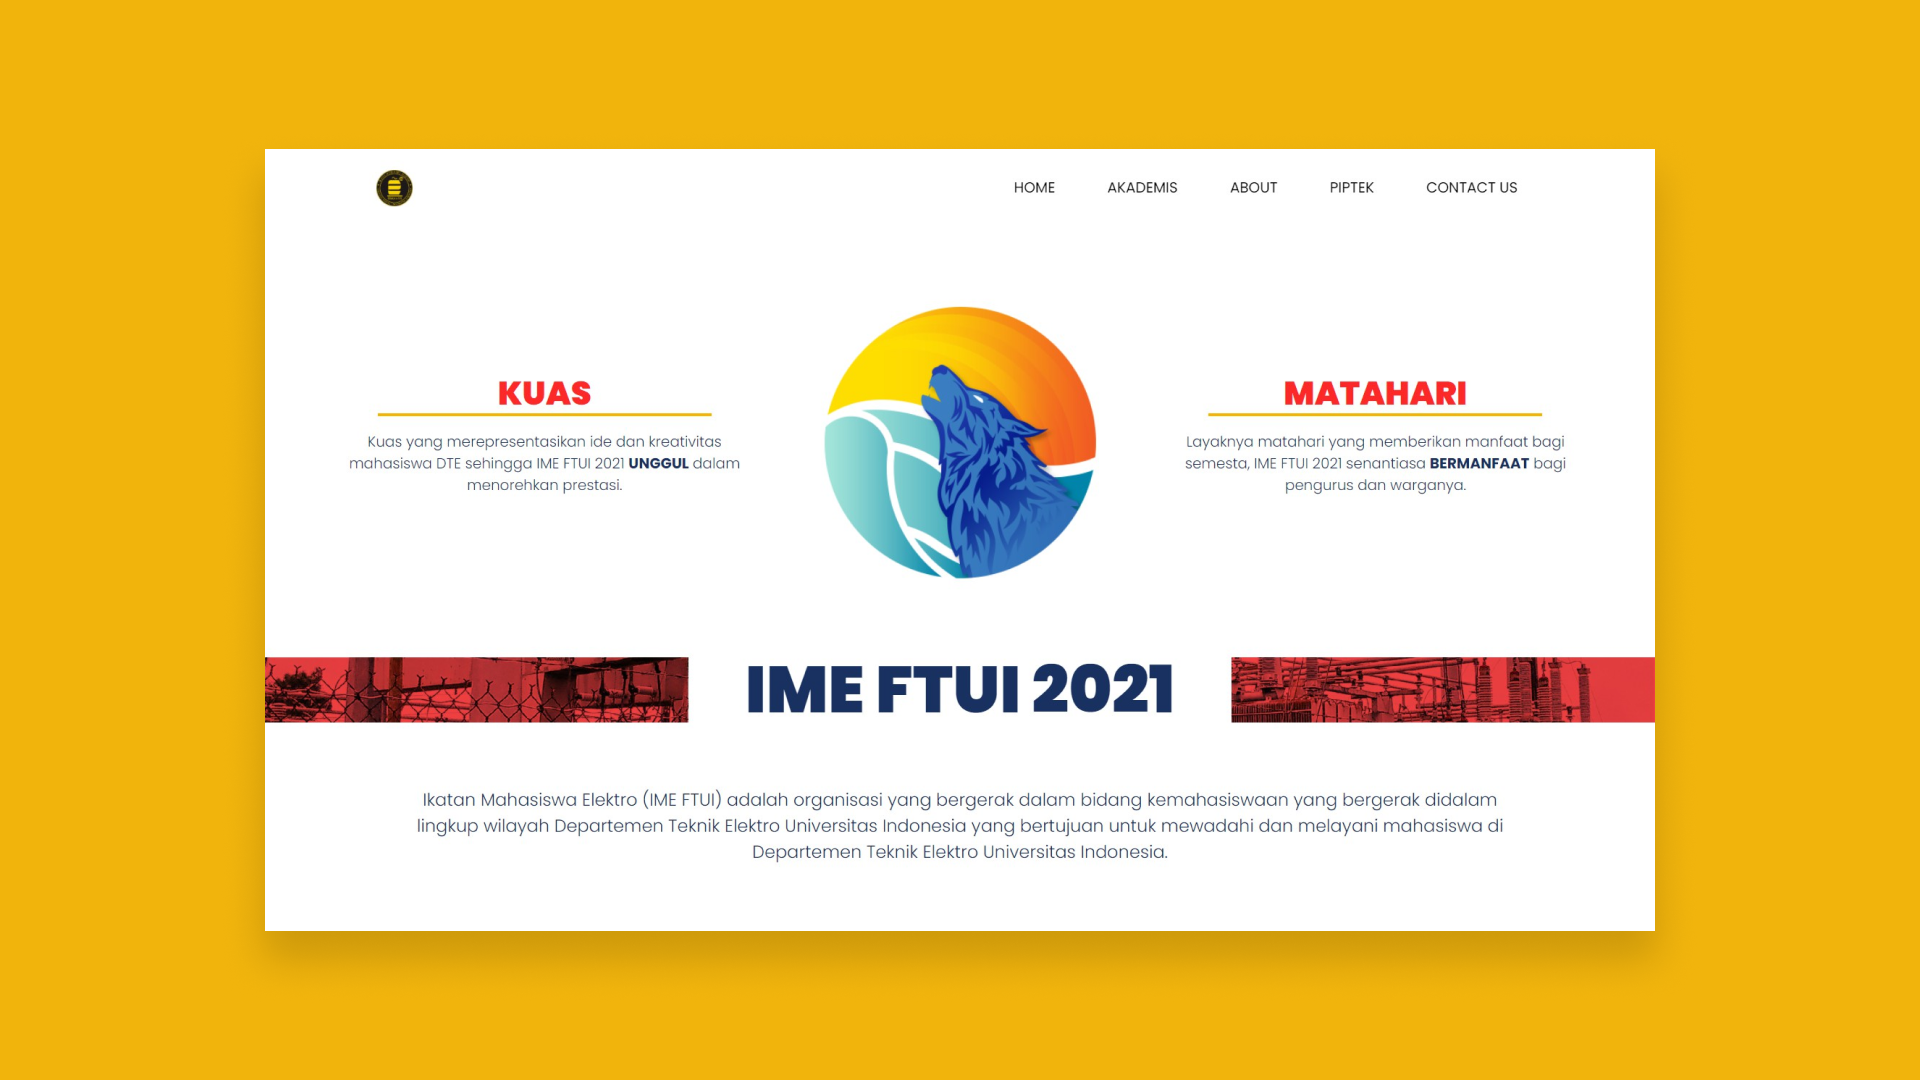 HOME AKADEMIS ABOUT PIPTEK CONTACT US
KUAS
Kuas yang merepresentasikan ide dan kreativitas
mahasiswa DTE sehingga IME FTUI 2021 UNGGUL dalam
menorehkan prestasi.
MATAHARI
Layaknya matahari yang memberikan manfaat bagi
semesta, IME FTUI 2021 senantiasa BERMANFAAT bagi
pengurus dan warganya.
IME FTUI 2021
Ikatan Mahasiswa Elektro (IME FTUI) adalah organisasi yang bergerak dalam bidang kemahasiswaan yang bergerak didalam
lingkup wilayah Departemen Teknik Elektro Universitas Indonesia yang bertujuan untuk mewadahi dan melayani mahasiswa di
Departemen Teknik Elektro Universitas Indonesia.